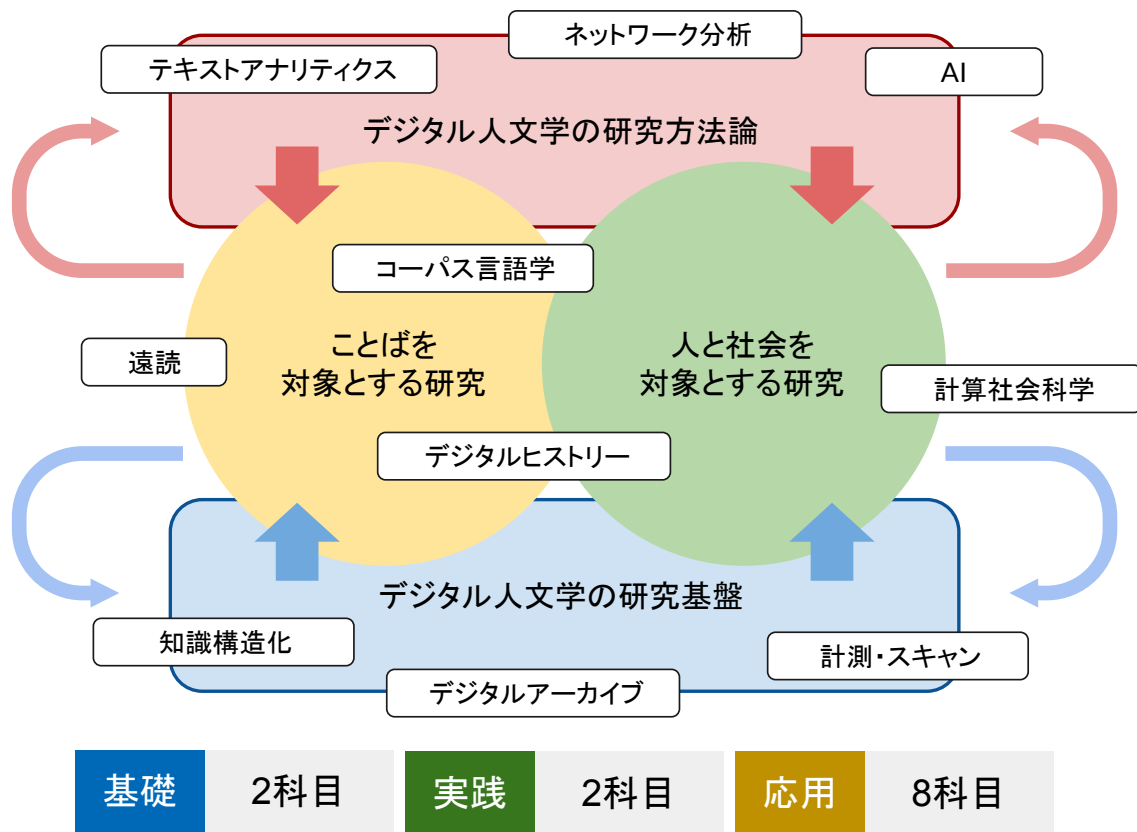 ネットワーク分析
テキストアナリティクス
AI
デジタル人文学の研究方法論
コーパス言語学
ことばを
対象とする研究
人と社会を
対象とする研究
遠読
計算社会科学
デジタルヒストリー
デジタル人文学の研究基盤
知識構造化
計測・スキャン
デジタルアーカイブ
基礎 2科目 実践 2科目 応用 8科目